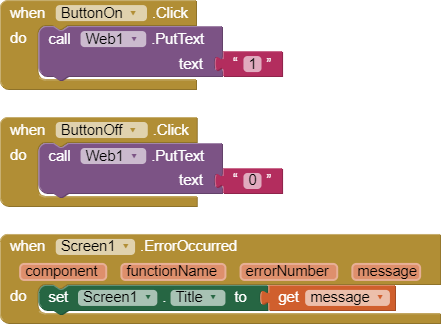 when ButtonOn .Click
do call Web1 .PutText
text “ 1 ”
when ButtonOff .Click
do call Web1 .PutText
text “ 0 ”
when Screen1 .ErrorOccurred
component functionName errorNumber message
do set Screen1 . Title to get message